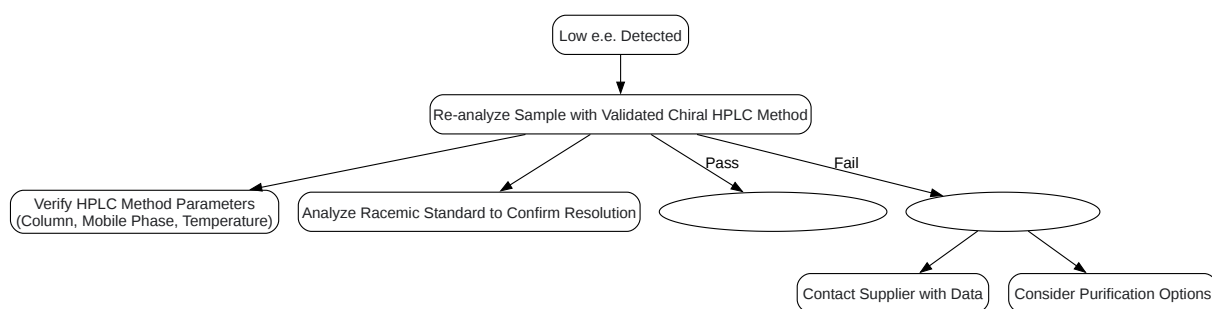 Low e.e. Detected
Re-analyze Sample with Validated Chiral HPLC Method
Pass
Fail
Verify HPLC Method Parameters
(Column, Mobile Phase, Temperature)
Analyze Racemic Standard to Confirm Resolution
Contact Supplier with Data
Consider Purification Options